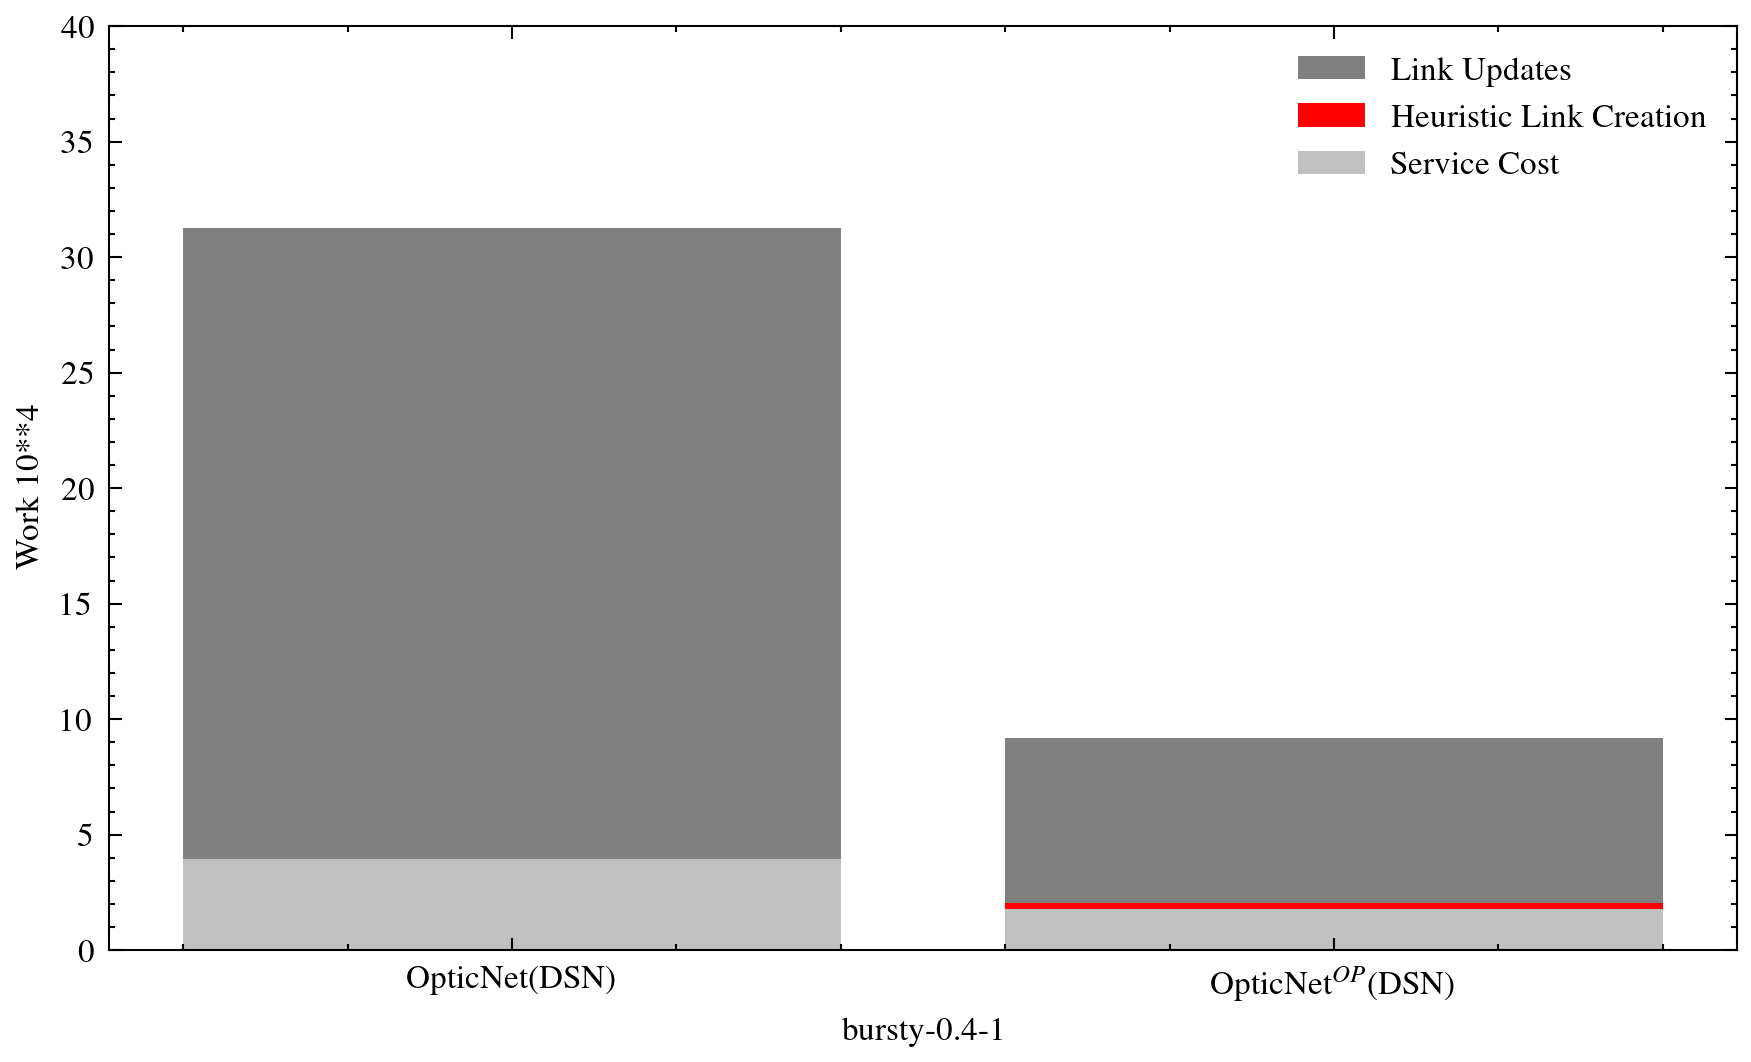 40
35
30
25
20
15
10
5
0
Work 10**4
Link Updates
Heuristic Link Creation
Service Cost
OpticNet(DSN)
OpticNet^OP(DSN)
bursty-0.4-1